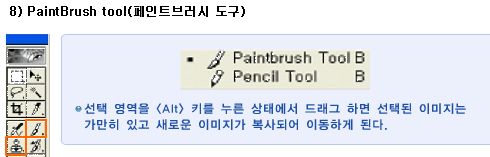 8) PaintBrush tool(페인트브러시 도구)
Paintbrush Tool B
Pencil Tool B
선택 영역을 <Alt> 키를 누른 상태에서 드래그 하면 선택된 이미지는
가만히 있고 새로운 이미지가 복사되어 이동하게 된다.